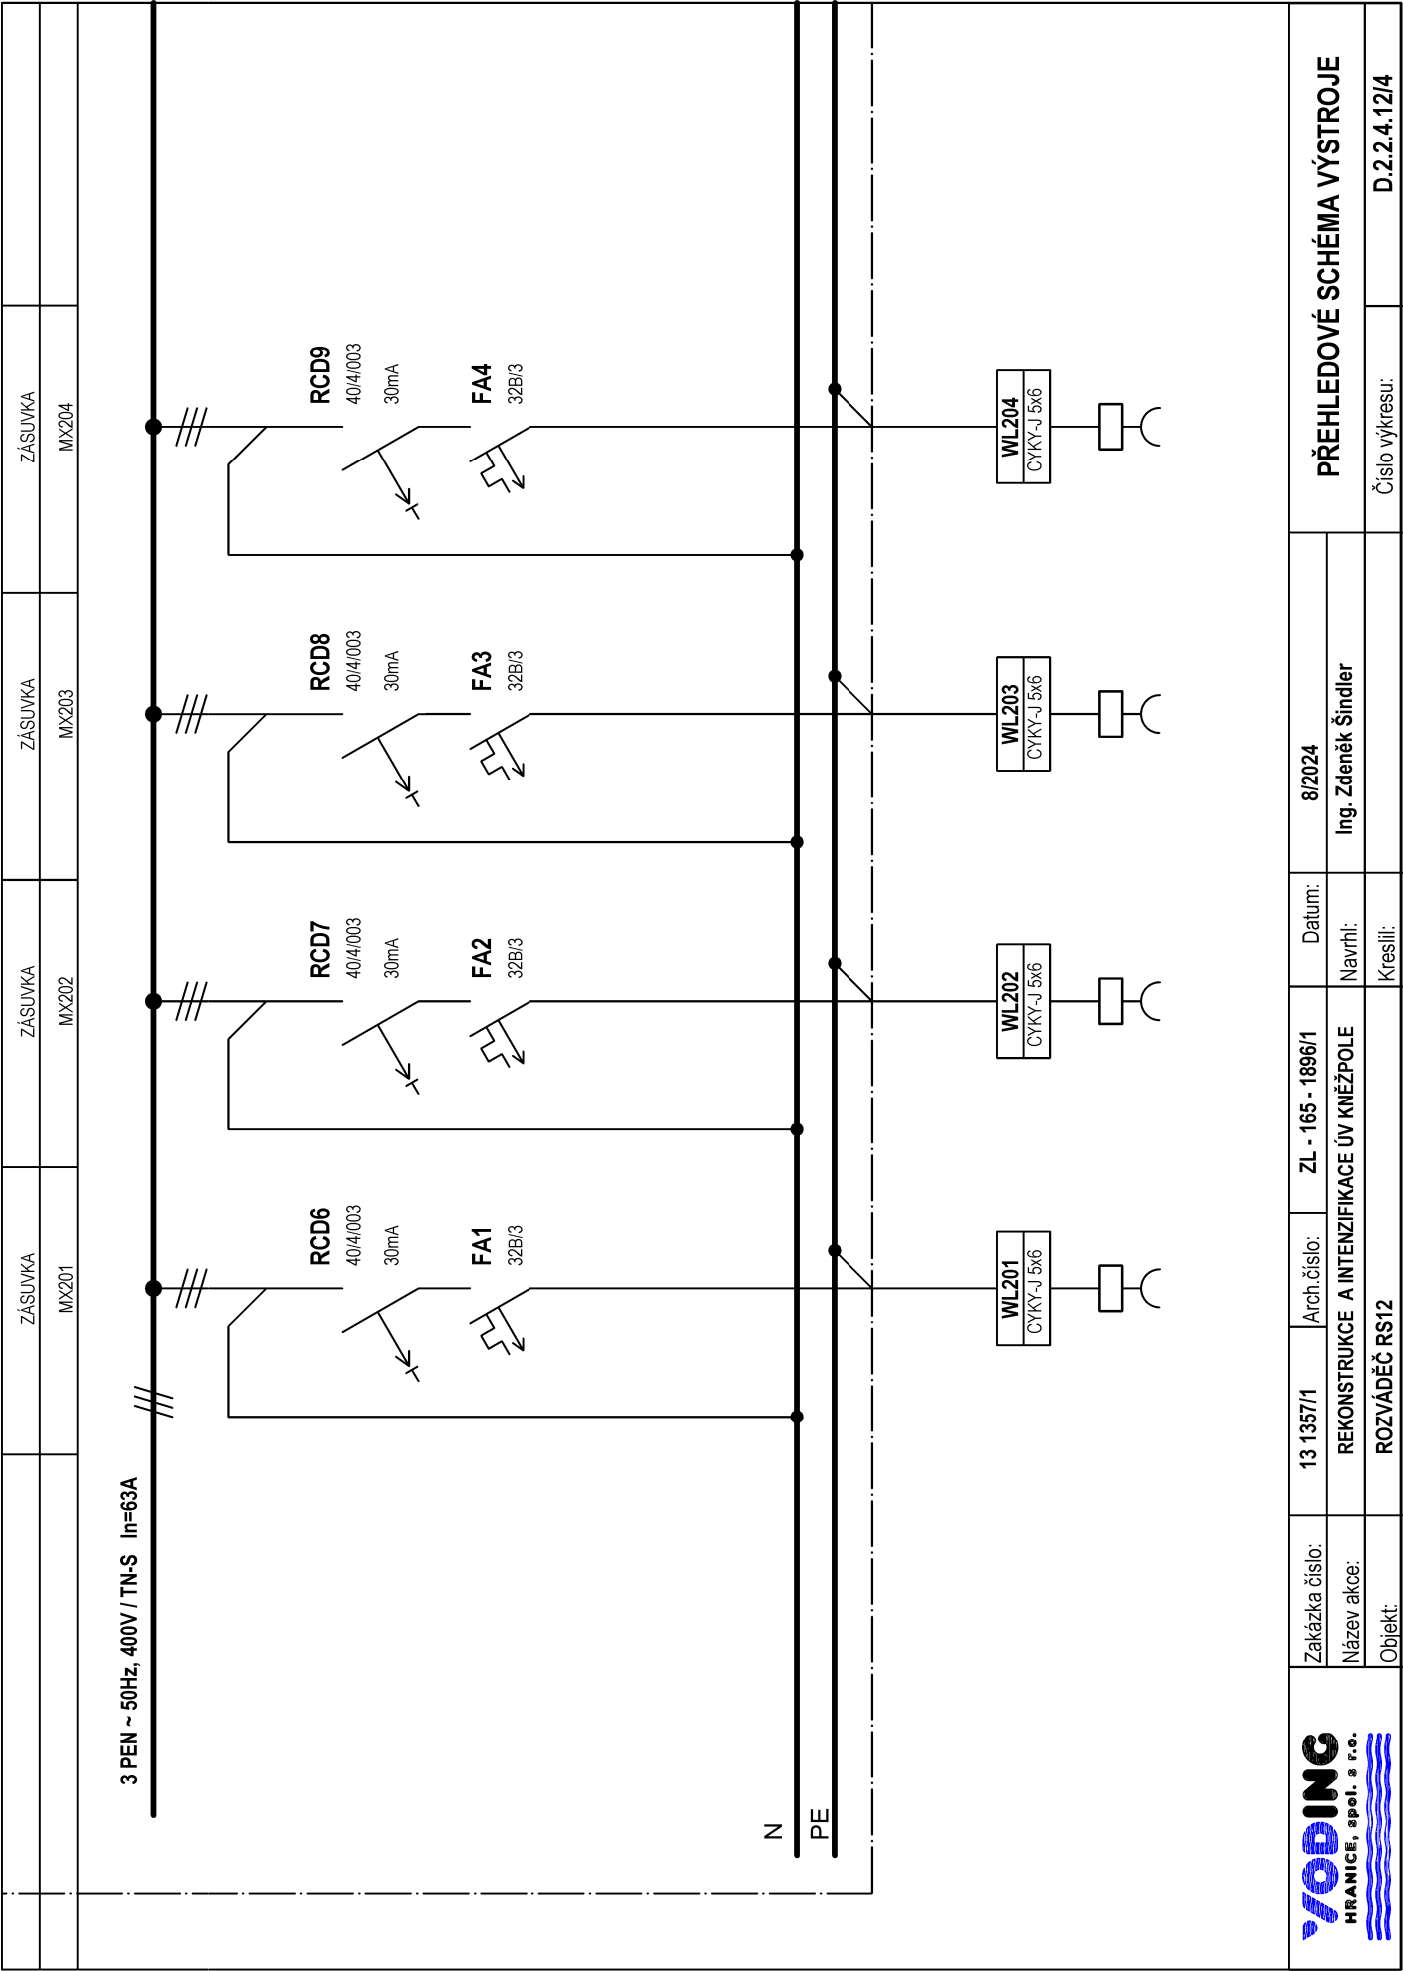 ZÁSUVKA
MX201
ZÁSUVKA
MX202
ZÁSUVKA
MX203
ZÁSUVKA
MX204
3 PEN ~ 50Hz, 400V / TN-S In=63A
RCD6
40/4/003
30mA
FA1
32B/3
RCD7
40/4/003
30mA
FA2
32B/3
RCD8
40/4/003
30mA
FA3
32B/3
RCD9
40/4/003
30mA
FA4
32B/3
N
PE
WL201
CYKY-J 5x6
WL202
CYKY-J 5x6
WL203
CYKY-J 5x6
WL204
CYKY-J 5x6
VODING
HRANICE, spol. s r.o.
Zakázka číslo: 13 1357/1 Arch.číslo: ZL - 165 - 1896/1 Datum: 8/2024
Název akce: REKONSTRUKCE A INTENZIFIKACE ÚV KNĚŽPOLE Navrhl: Ing. Zdeněk Šindler
Objekt: ROZVÁDĚČ RS12 Kreslil:
PŘEHLEDOVÉ SCHÉMA VÝSTROJE
Číslo výkresu: D.2.2.4.12/4